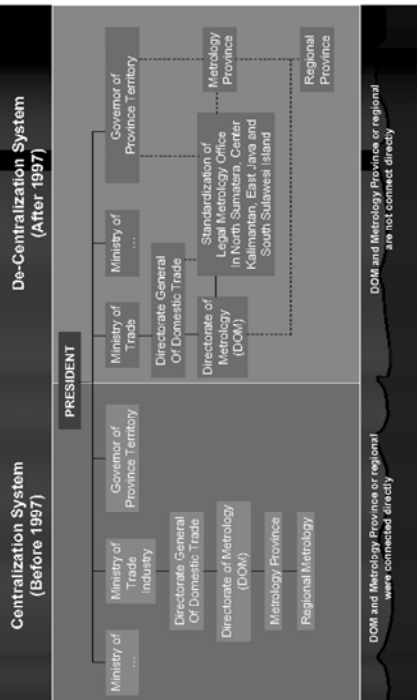 Centralization System
(Before 1997)
De-Centralization System
(After 1997)
PRESIDENT
Ministry of
...
Ministry of
Trade
Industry
Governor of
Province Territory
Ministry of
Trade
Ministry of
...
Governor of
Province Territory
Directorate General
Of Domestic Trade
Directorate of Metrology
(DOM)
Metrology Province
Regional Metrology
Directorate General
Of Domestic Trade
Directorate of
Metrology
(DOM)
Standardization of
Legal Metrology Office
In North Sumatera, Center
Kalimantan, East Java and
South Sulawesi Island
Metrology
Province
Regional
Province
DOM and Metrology Province or regional
were connected directly
DOM and Metrology Province or regional
are not connect directly